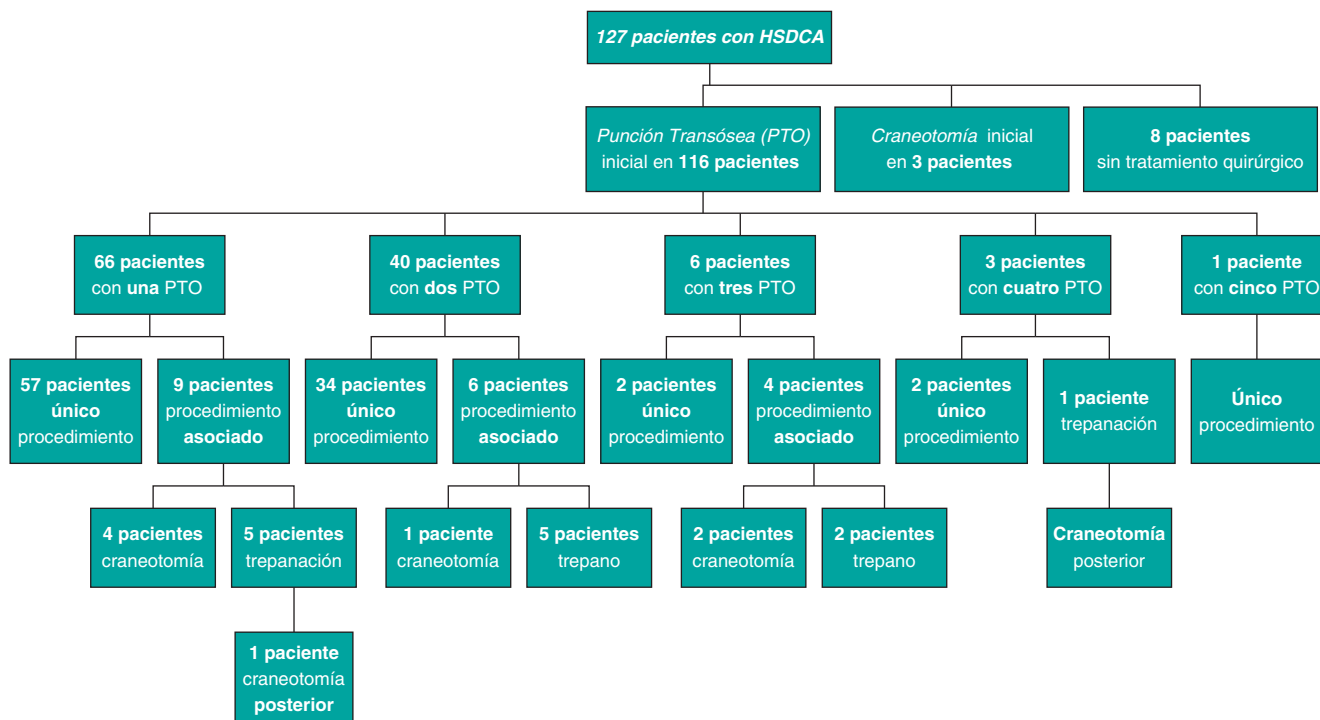 127 pacientes con HSDCA
Punción Transósea (PTO)
inicial en 116 pacientes
Craneotomía inicial
en 3 pacientes
8 pacientes
sin tratamiento quirúrgico
66 pacientes
con una PTO
40 pacientes
con dos PTO
6 pacientes
con tres PTO
3 pacientes
con cuatro PTO
1 paciente
con cinco PTO
57 pacientes
único
procedimiento
9 pacientes
procedimiento
asociado
34 pacientes
único
procedimiento
6 pacientes
procedimiento
asociado
2 pacientes
único
procedimiento
4 pacientes
procedimiento
asociado
2 pacientes
único
procedimiento
1 paciente
trepanación
Único
procedimiento
4 pacientes
craneotomía
5 pacientes
trepanación
1 paciente
craneotomía
5 pacientes
trepano
2 pacientes
craneotomía
2 pacientes
trepano
Craneotomía
posterior
1 paciente
craneotomía
posterior